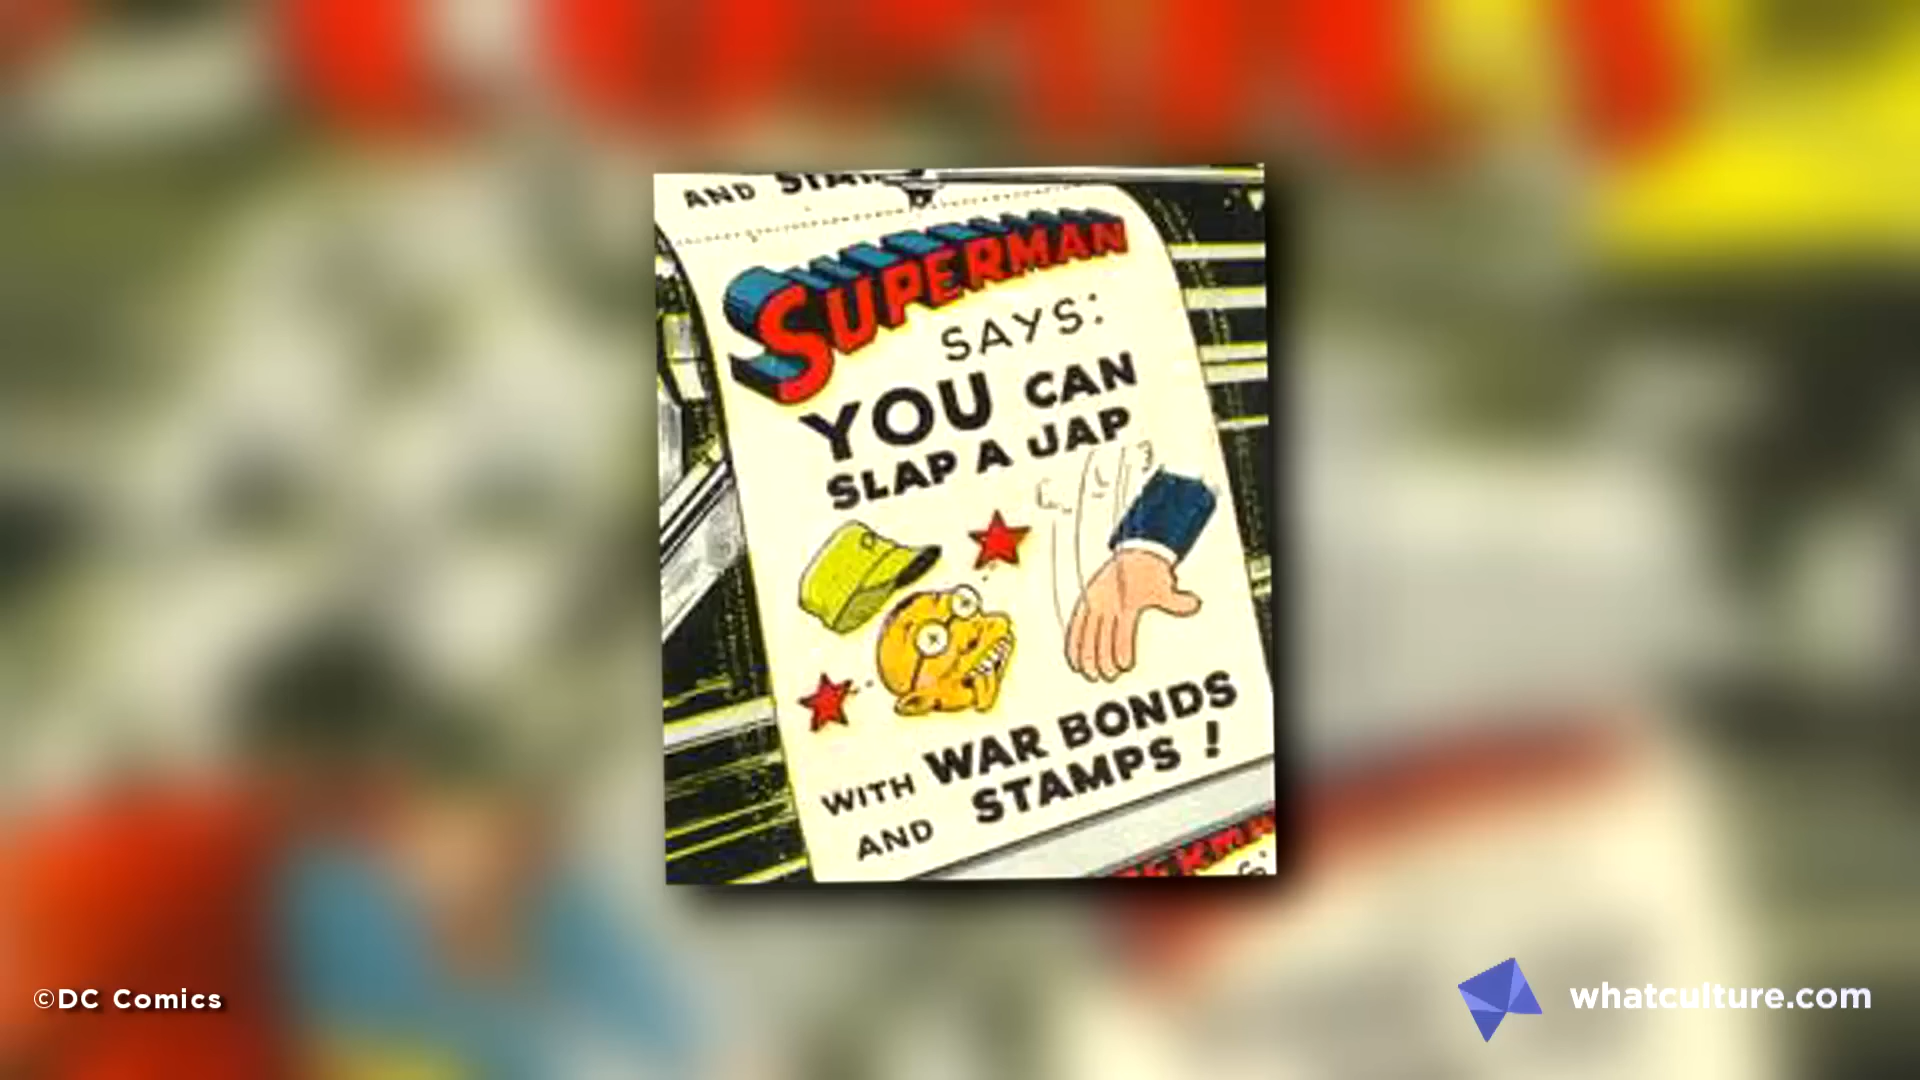 AND
SUPERMAN
SAYS:
YOU CAN
SLAP A JAP
WITH WAR BONDS
AND STAMPS!
©DC Comics
whatculture.com